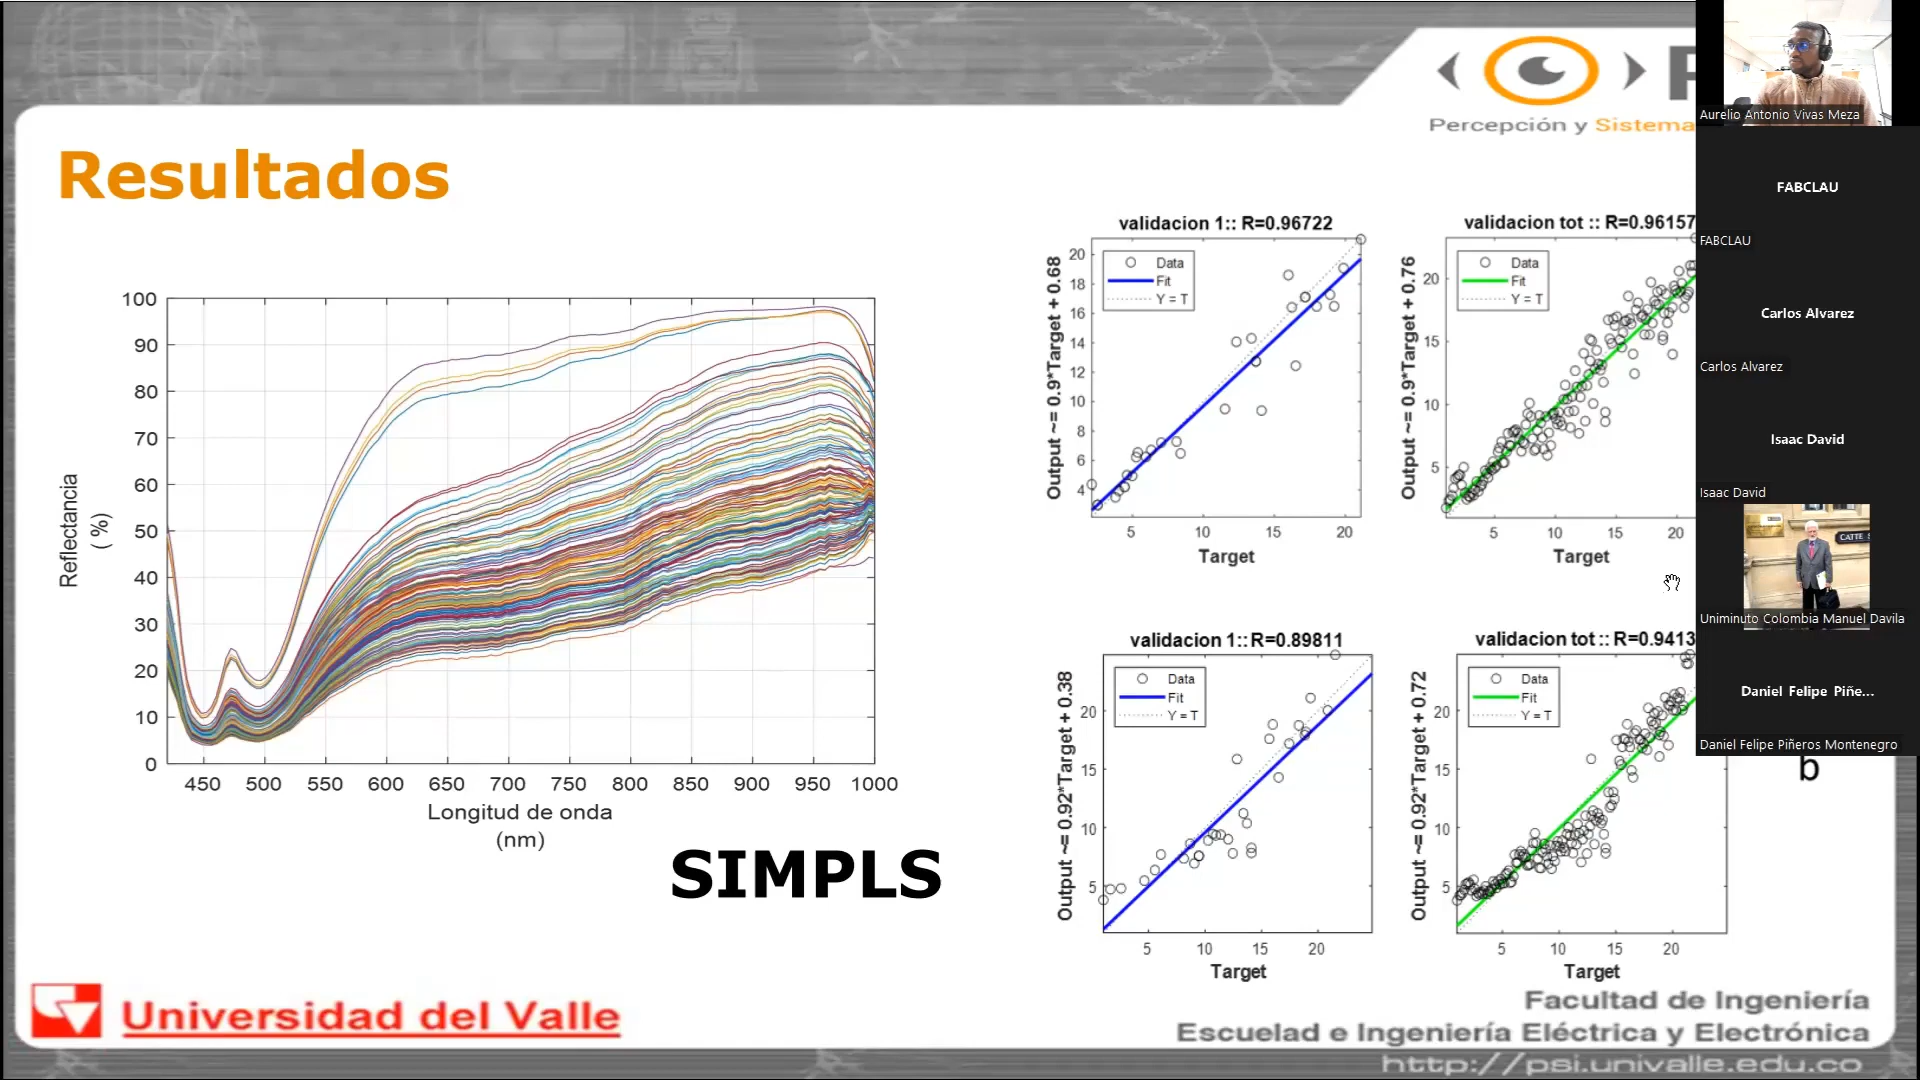 Percepción y Sistema
Resultados
100
90
80
70
60
50
40
30
20
10
0
Reflectancia
( %)
450 500 550 600 650 700 750 800 850 900 950 1000
Longitud de onda
(nm)
SIMPLS
validacion 1:: R=0.96722
Output ~= 0.9*Target + 0.68
20
18
16
14
12
10
8
6
4
Data
Fit
Y = T
5 10 15 20
Target
validacion tot :: R=0.96157
Output ~= 0.9*Target + 0.76
20
15
10
5
Data
Fit
Y = T
5 10 15 20
Target
validacion 1::R=0.89811
Output ~= 0.92*Target + 0.38
20
15
10
5
Data
Fit
Y = T
5 10 15 20
Target
validacion tot :: R=0.9413
Output ~= 0.92*Target + 0.72
20
15
10
5
Data
Fit
Y = T
5 10 15 20
Target
b
Universidad del Valle
Facultad de Ingeniería
Escuelad e Ingeniería Eléctrica y Electrónica
http://psi.univalle.edu.co
Aurelio Antonio Vivas Meza
FABCLAU
FABCLAU
Carlos Alvarez
Carlos Alvarez
Isaac David
Isaac David
CATTE
Uniminuto Colombia Manuel Davila
Daniel Felipe Piñe...
Daniel Felipe Piñeros Montenegro